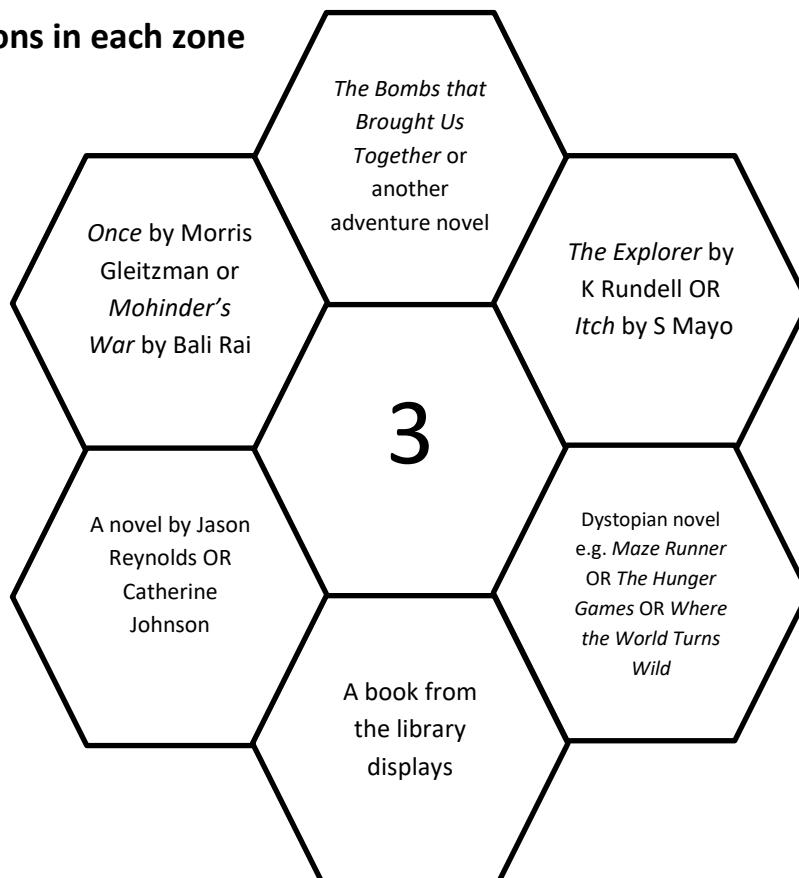 ons in each zone
The Bombs that
Brought Us
Together or
another
adventure novel
Once by Morris
Gleitzman or
Mohinder's
War by Bali Rai
The Explorer by
K Rundell OR
Itch by S Mayo
3
A novel by Jason
Reynolds OR
Catherine
Johnson
Dystopian novel
e.g. Maze Runner
OR The Hunger
Games OR Where
the World Turns
Wild
A book from
the library
displays